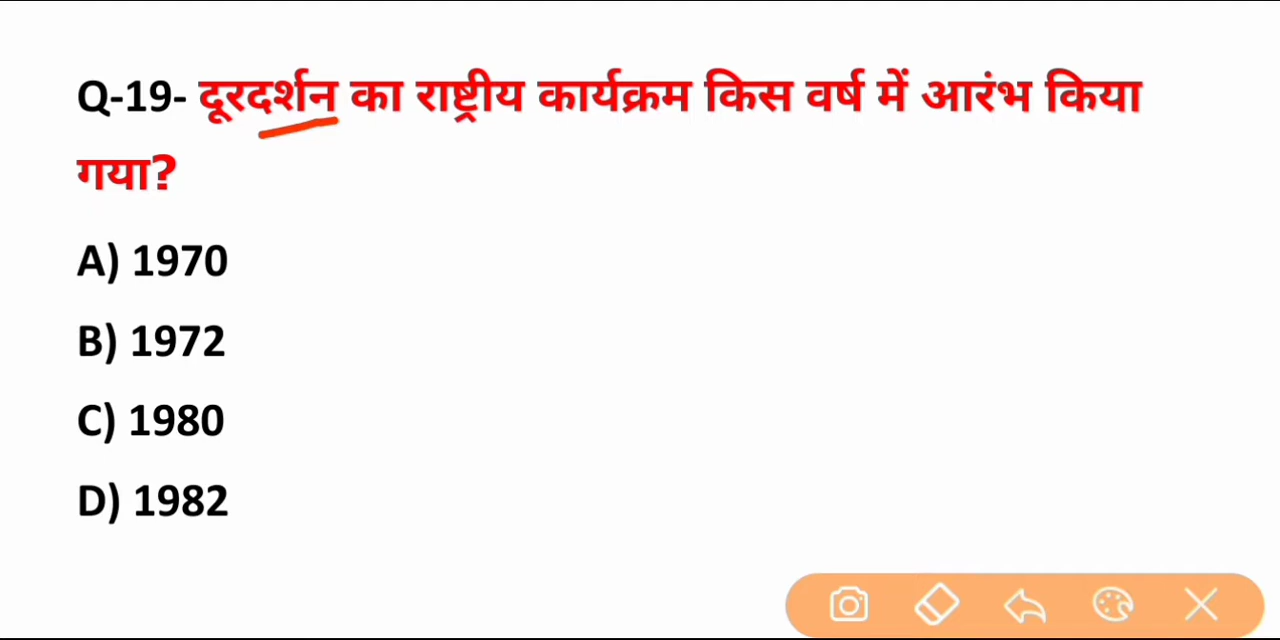 Q-19- दूरदर्शन का राष्ट्रीय कार्यक्रम किस वर्ष में आरंभ किया
गया?
A) 1970
B) 1972
C) 1980
D) 1982